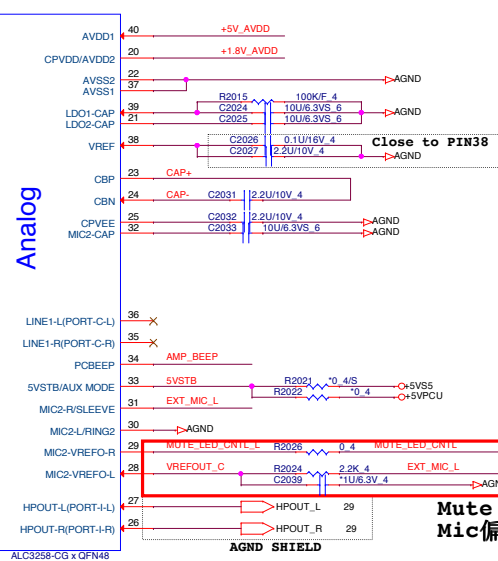 AVDD1 40 +5V_AVDD
CPVDD/AVDD2 20 +1.8V_AVDD
AVSS2 22 AGND
AVSS1 37
R2015 100K/F_4
LDO1-CAP 39 C2024 10U/6.3VS_6 AGND
LDO2-CAP 21 C2025 10U/6.3VS_6
VREF 38 C2026 0.1U/16V_4 Close to PIN38
C2027 2.2U/10V_4 AGND
CBP 23 CAP+
CBN 24 CAP- C2031 2.2U/10V_4
CPVEE 25 C2032 2.2U/10V_4 AGND
MIC2-CAP 32 C2033 10U/6.3VS_6 AGND
Analog
LINE1-L(PORT-C-L) 36
LINE1-R(PORT-C-R) 35
PCBEEP 34 AMP_BEEP
5VSTB/AUX MODE 33 5VSTB R2021 *0_4/S +5VS5
R2022 *0_4 +5VPCU
MIC2-R/SLEEVE 31 EXT_MIC_L
MIC2-L/RING2 30 AGND
MIC2-VREFO-R 29 MUTE_LED_CNTL_L R2026 0_4 MUTE_LED_CNTL
MIC2-VREFO-L 28 VREFOUT_C R2024 2.2K_4 EXT_MIC_L
C2039 *1U/6.3V_4 AGN
HPOUT-L(PORT-I-L) 27 HPOUT_L 29
HPOUT-R(PORT-I-R) 26 HPOUT_R 29
Mute
Mic偏
AGND SHIELD
ALC3258-CG x QFN48